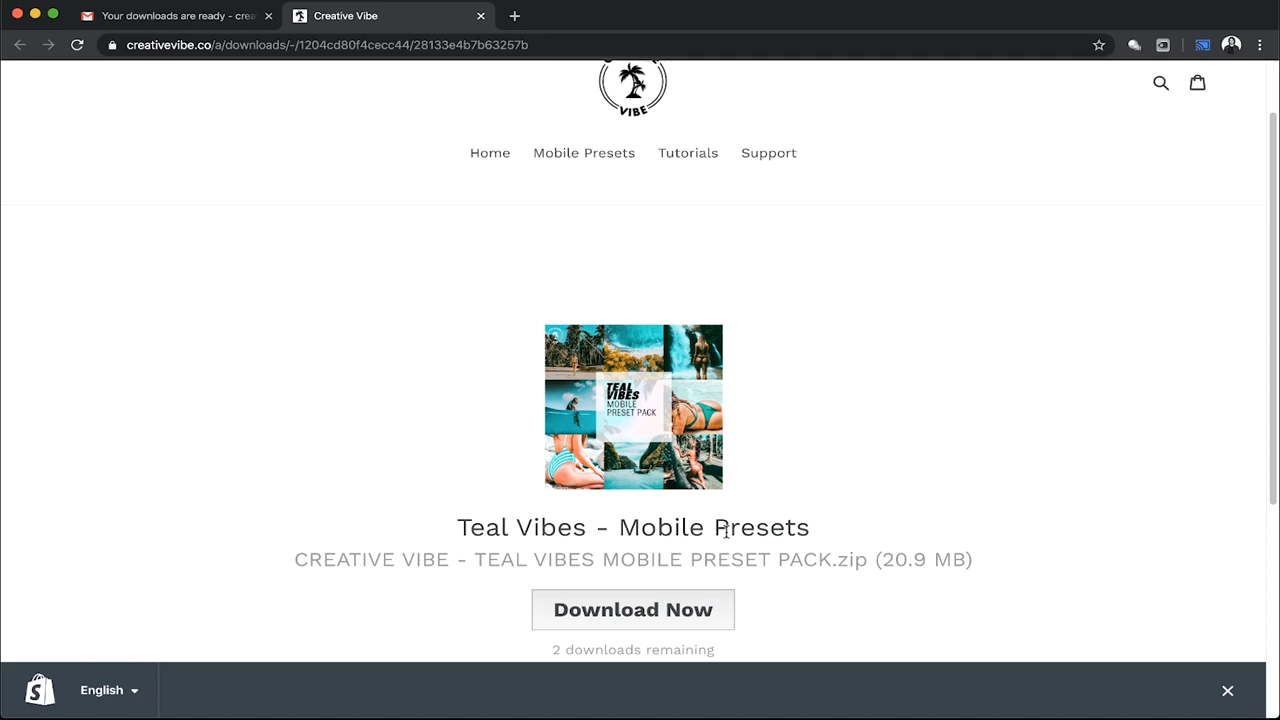 Your downloads are ready - crea
Creative Vibe
creativevibe.co/a/downloads/-/1204cd80f4cecc44/28133e4b7b63257b
VIBE
Home
Mobile Presets
Tutorials
Support
TEAL
VIBES
MOBILE
PRESET PACK
Teal Vibes - Mobile Presets
CREATIVE VIBE - TEAL VIBES MOBILE PRESET PACK.zip (20.9 MB)
Download Now
2 downloads remaining
English